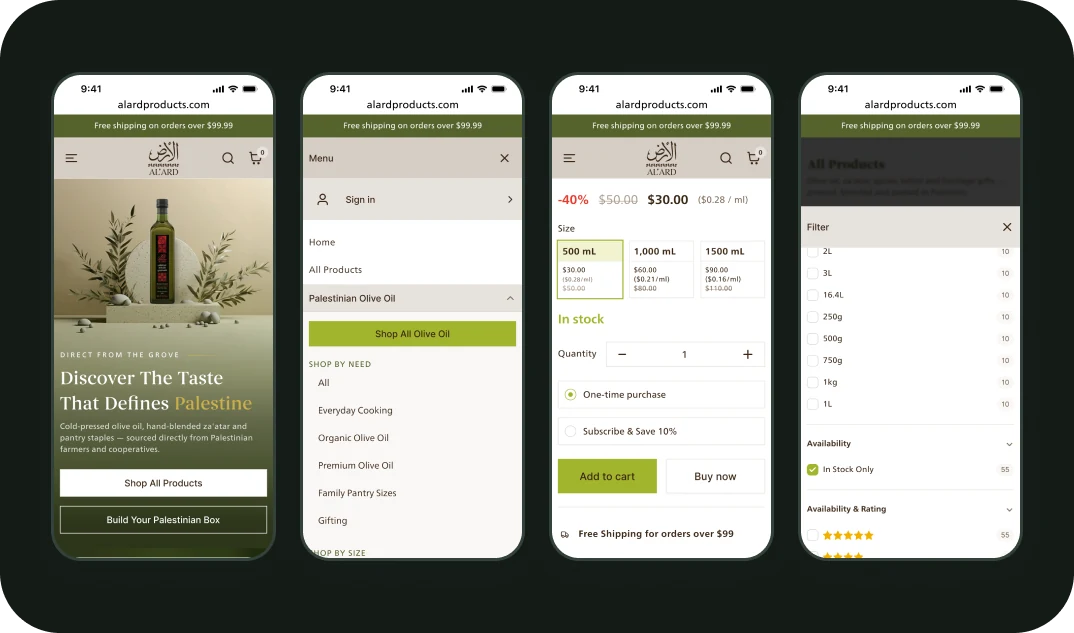 9:41
alardproducts.com
Free shipping on orders over $99.99
الأرض
AL'ARD
0
DIRECT FROM THE GROVE
Discover The Taste
That Defines Palestine
Cold-pressed olive oil, hand-blended za'atar and
pantry staples — sourced directly from Palestinian
farmers and cooperatives.
Shop All Products
Build Your Palestinian Box
9:41
alardproducts.com
Free shipping on orders over $99.99
Menu
Sign in
Home
All Products
Palestinian Olive Oil
Shop All Olive Oil
SHOP BY NEED
All
Everyday Cooking
Organic Olive Oil
Premium Olive Oil
Family Pantry Sizes
Gifting
SHOP BY SIZE
9:41
alardproducts.com
Free shipping on orders over $99.99
الأرض
AL'ARD
0
-40% $50.00 $30.00 ($0.28 / ml)
Size
500 mL 1,000 mL 1500 mL
$30.00 $60.00 $90.00
($0.28/ml) ($0.21/ml) ($0.16/ml)
$50.00 $80.00 $110.00
In stock
Quantity − 1 +
One-time purchase
Subscribe & Save 10%
Add to cart Buy now
Free Shipping for orders over $99
9:41
alardproducts.com
Free shipping on orders over $99.99
All Products
Filter
2L 10
3L 10
16.4L 10
250g 10
500g 10
750g 10
1kg 10
1L 10
Availability
In Stock Only 55
Availability & Rating
55